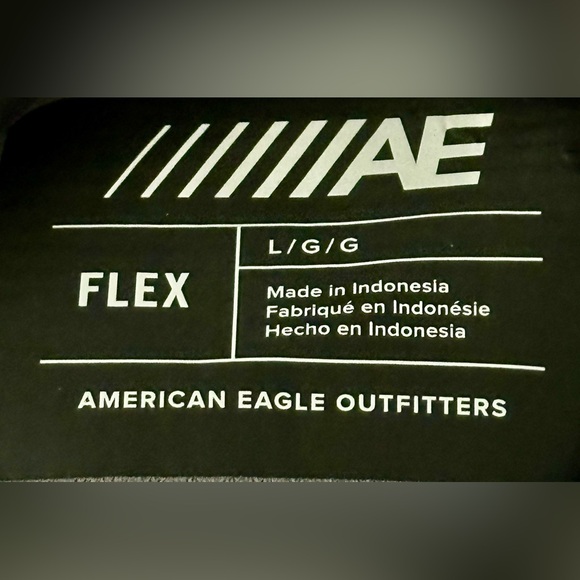 AE
L/G/G
FLEX
Made in Indonesia
Fabriqué en Indonésie
Hecho en Indonesia
AMERICAN EAGLE OUTFITTERS